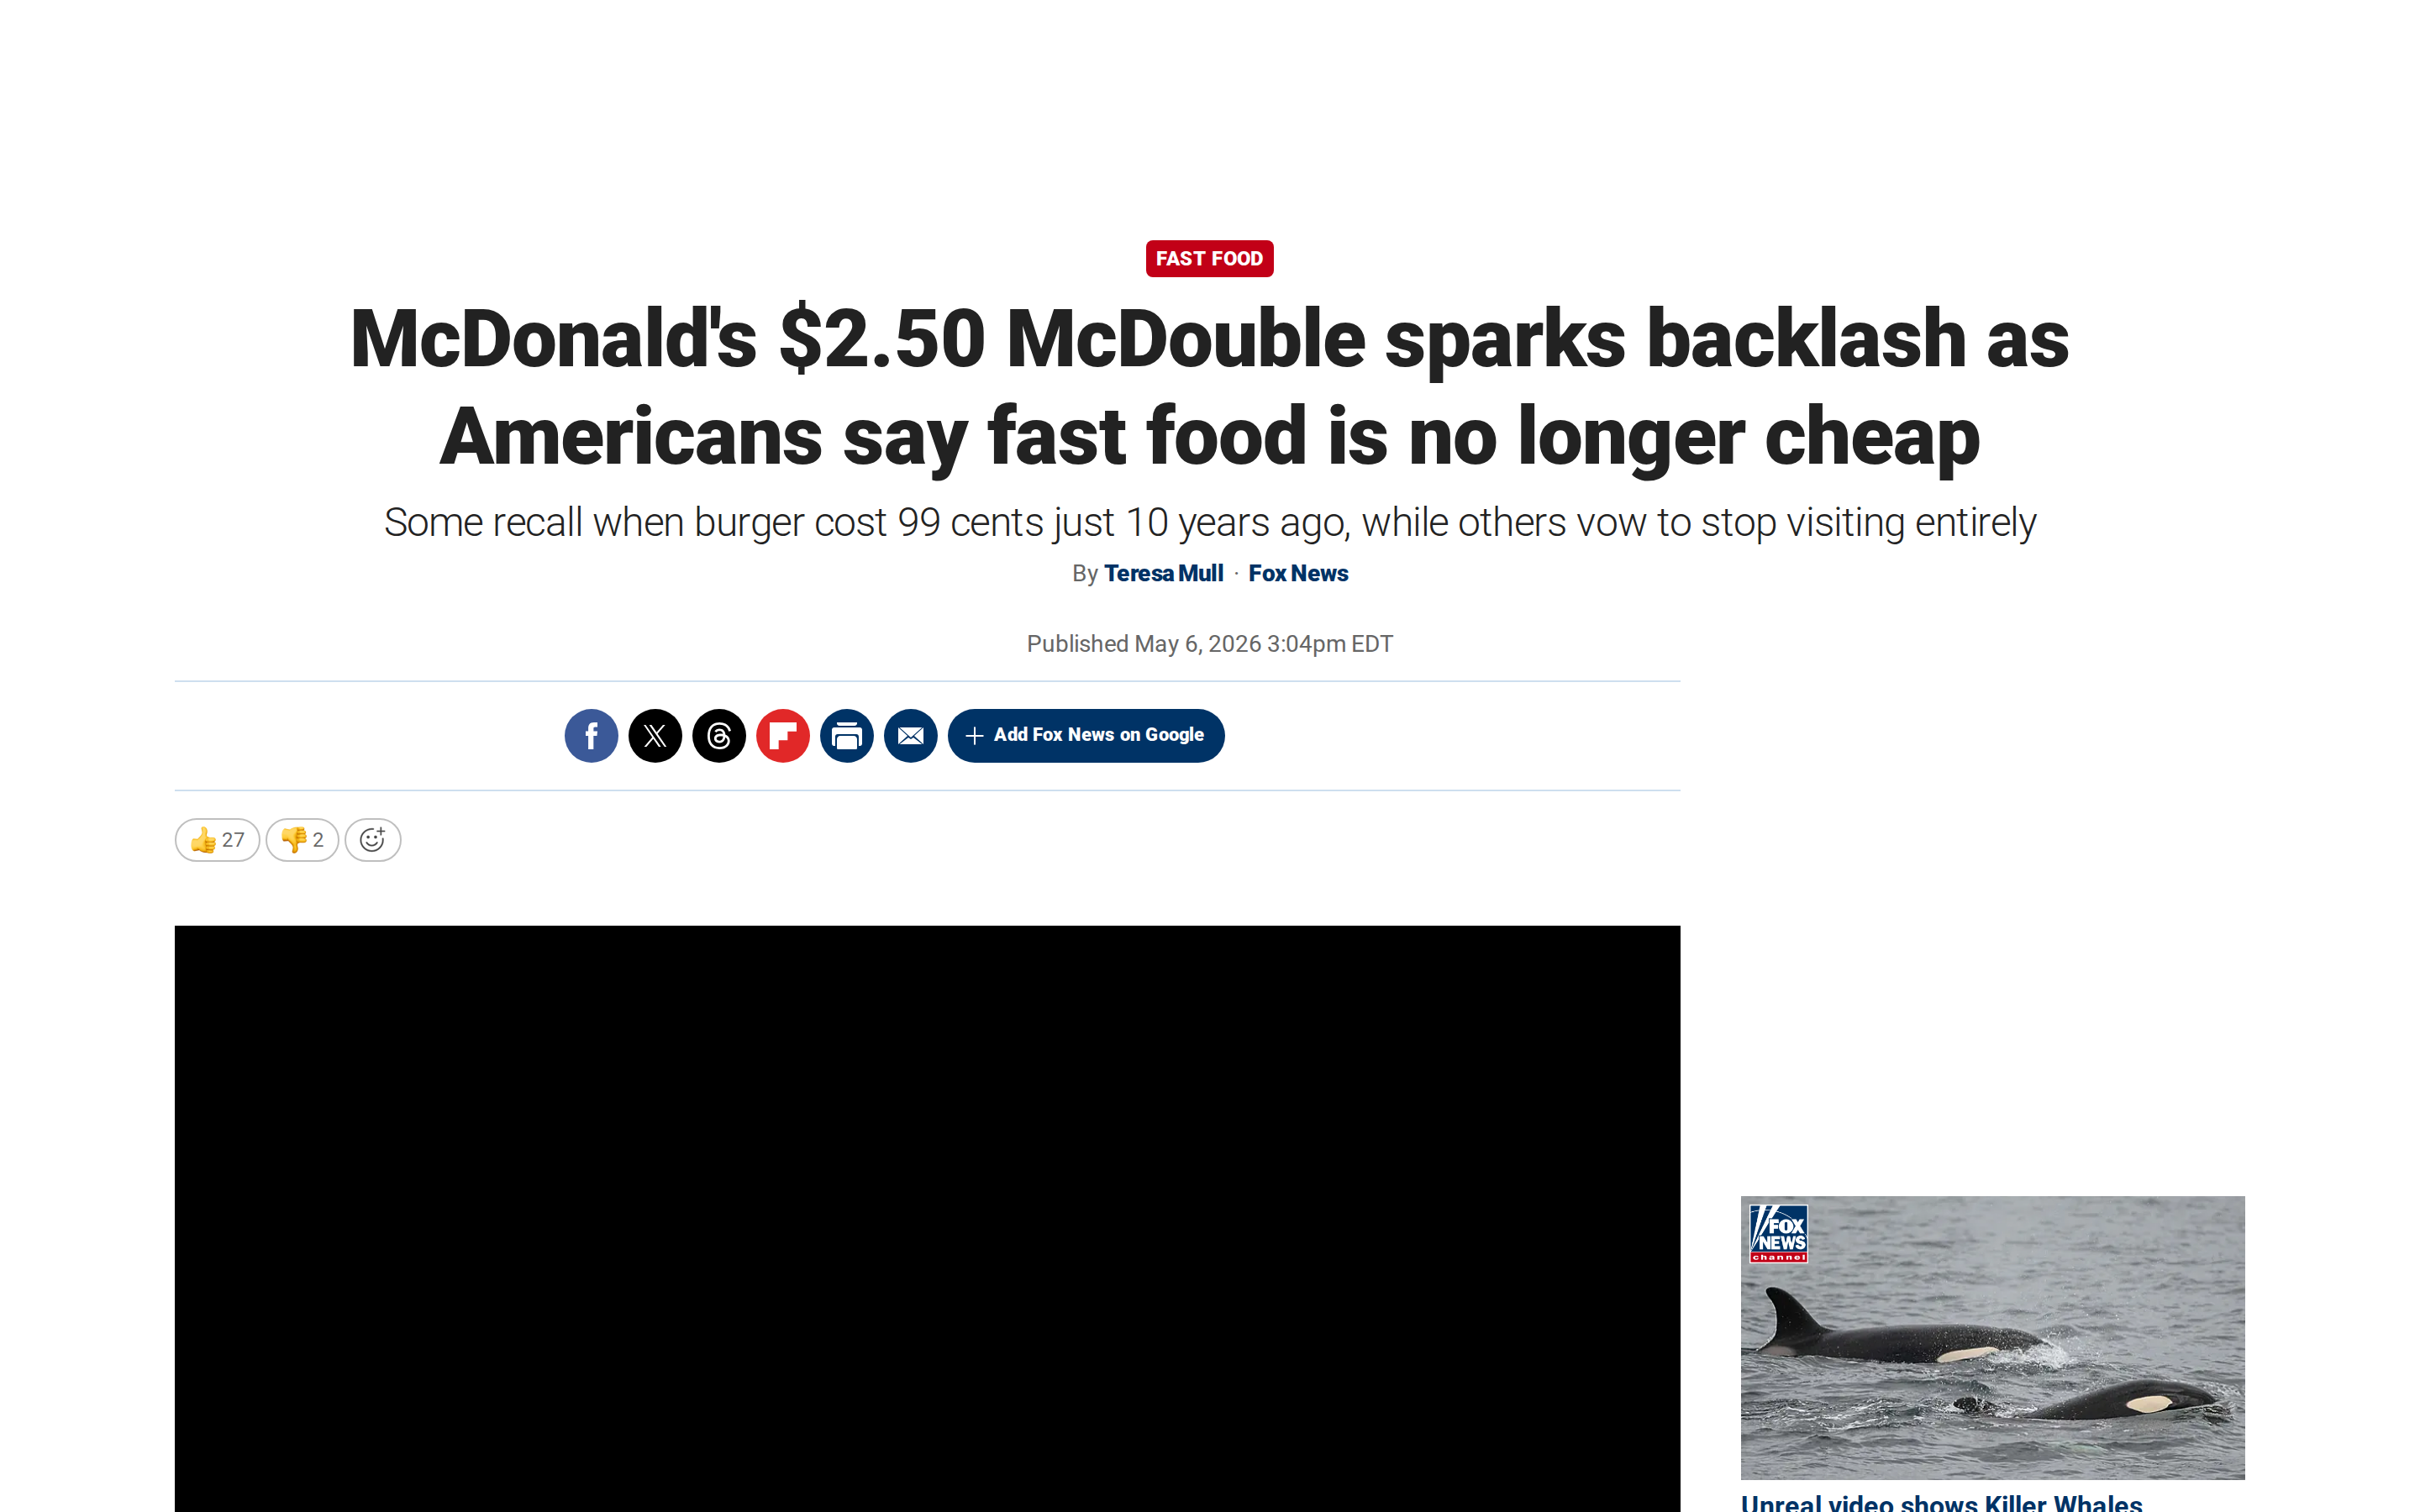 FAST FOOD
McDonald's $2.50 McDouble sparks backlash as
Americans say fast food is no longer cheap
Some recall when burger cost 99 cents just 10 years ago, while others vow to stop visiting entirely
By Teresa Mull · Fox News
Published May 6, 2026 3:04pm EDT
Add Fox News on Google
27 2
FOX
NEWS
channel
Unreal video shows Killer Whales